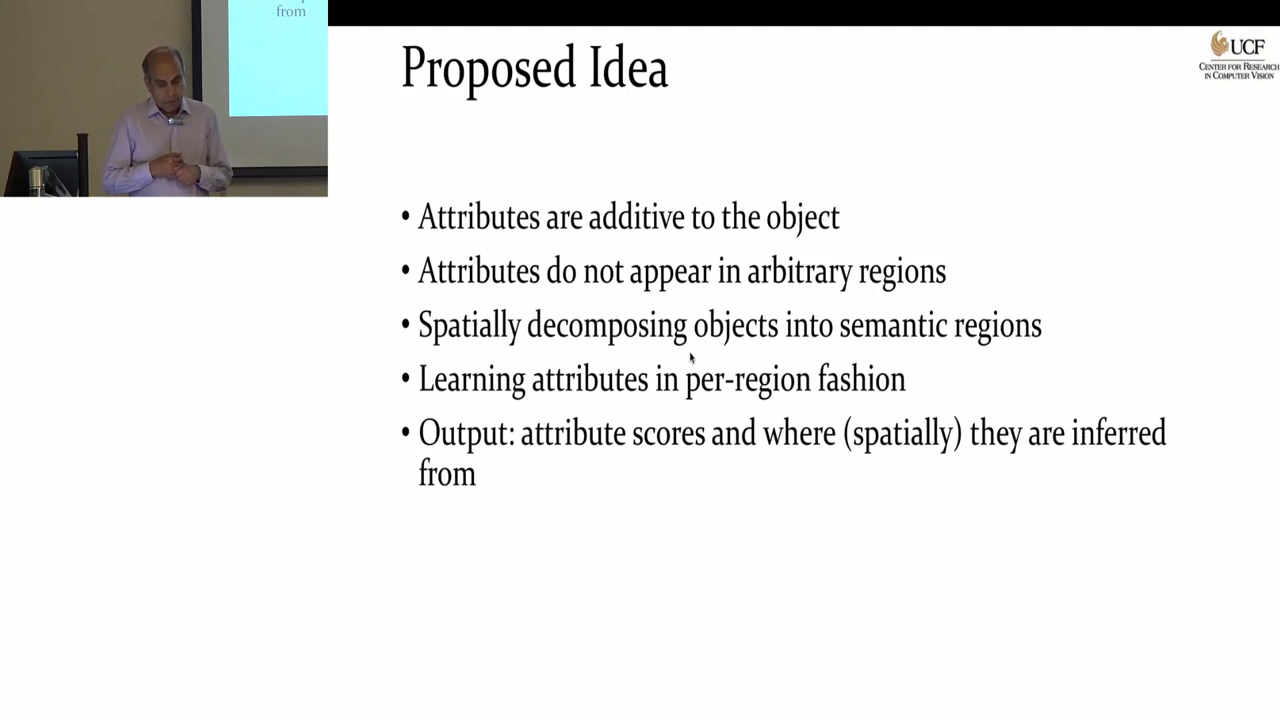 from
Proposed Idea
UCF
CENTER FOR RESEARCH
IN COMPUTER VISION
• Attributes are additive to the object
• Attributes do not appear in arbitrary regions
• Spatially decomposing objects into semantic regions
• Learning attributes in per-region fashion
• Output: attribute scores and where (spatially) they are inferred
from